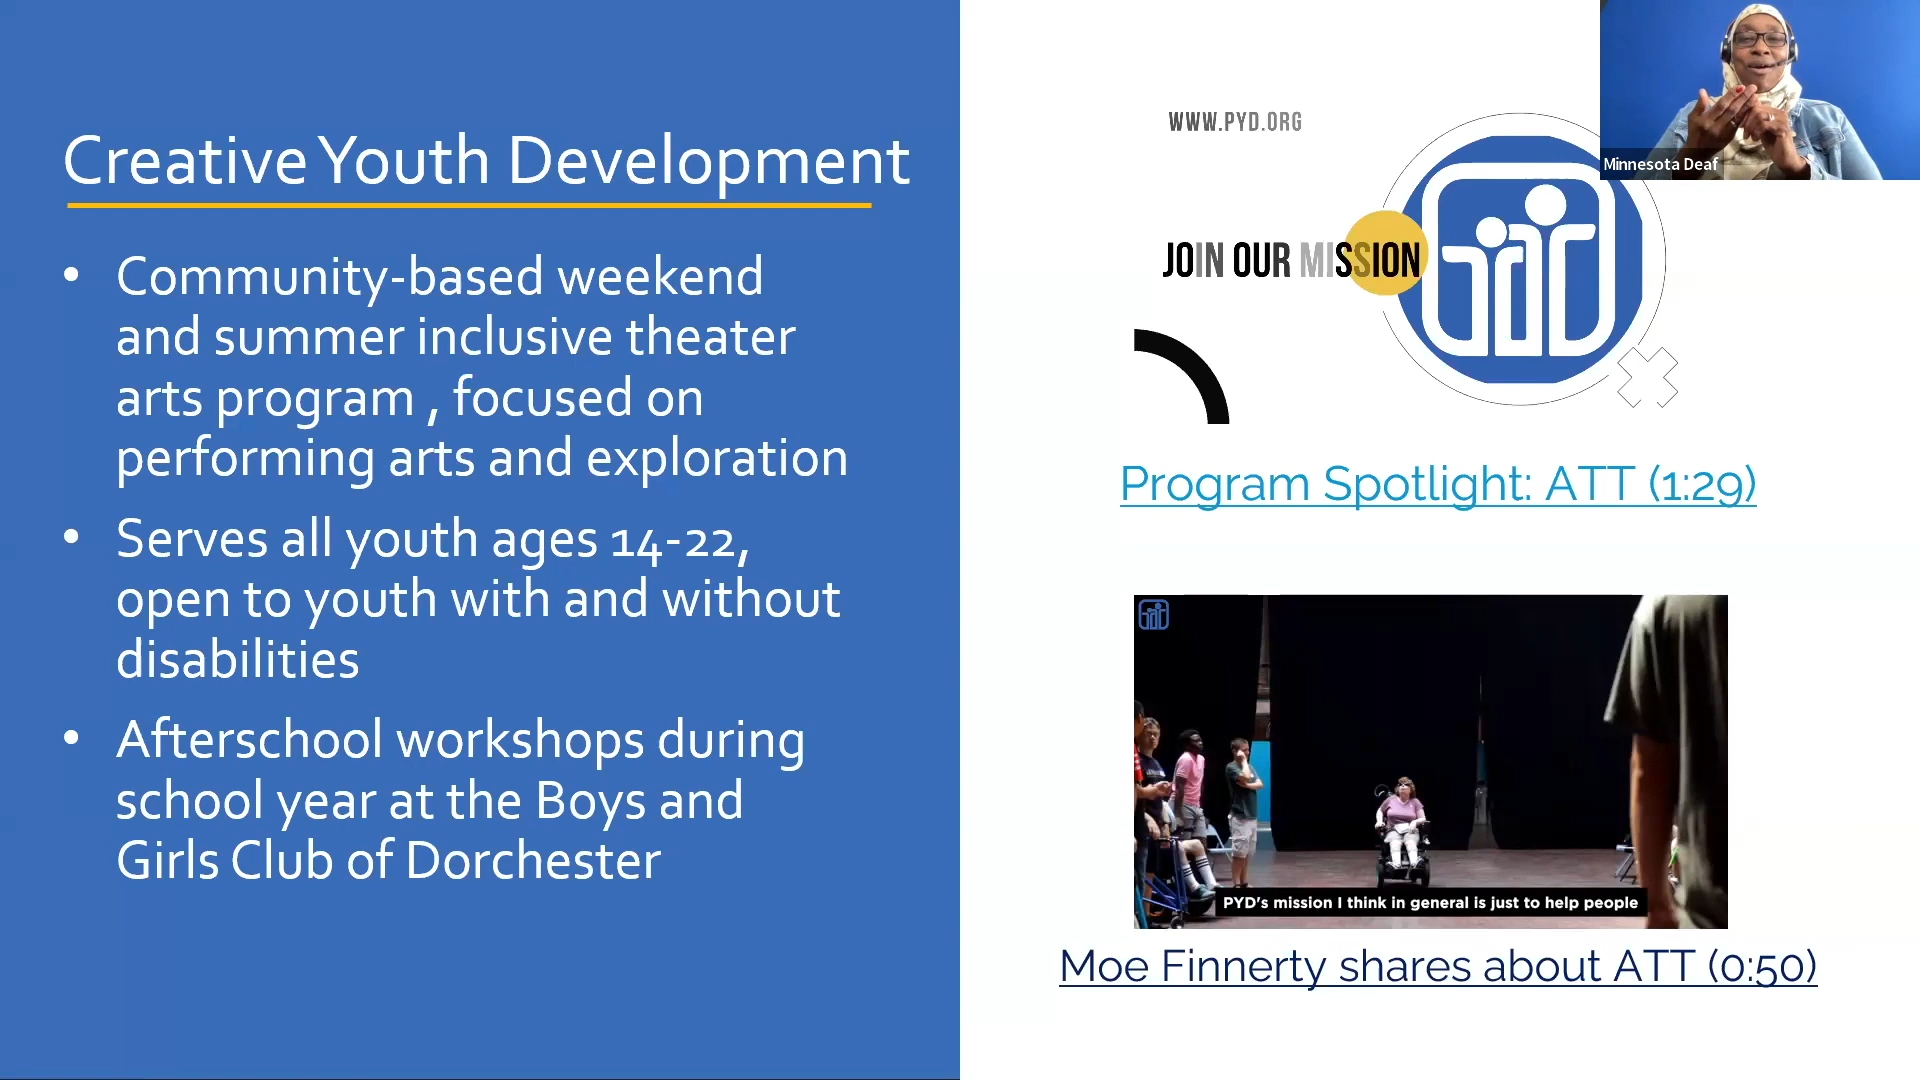 Creative Youth Development
• Community-based weekend
and summer inclusive theater
arts program , focused on
performing arts and exploration
• Serves all youth ages 14-22,
open to youth with and without
disabilities
• Afterschool workshops during
school year at the Boys and
Girls Club of Dorchester
WWW.PYD.ORG
JOIN OUR MISSION
Program Spotlight: ATT (1:29)
PYD's mission I think in general is just to help people
Moe Finnerty shares about ATT (0:50)
Minnesota Deaf